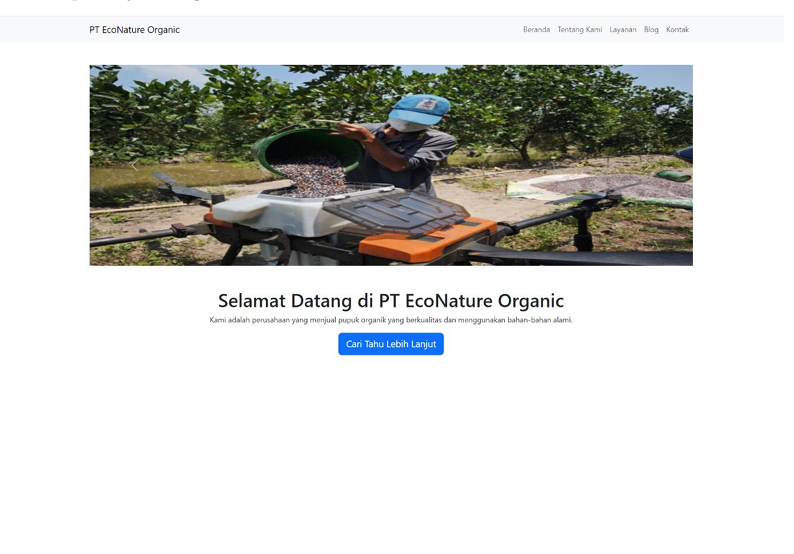 PT EcoNature Organic
Beranda Tentang Kami Layanan Blog Kontak
Selamat Datang di PT EcoNature Organic
Kami adalah perusahaan yang menjual pupuk organik yang berkualitas dan menggunakan bahan-bahan alami.
Cari Tahu Lebih Lanjut